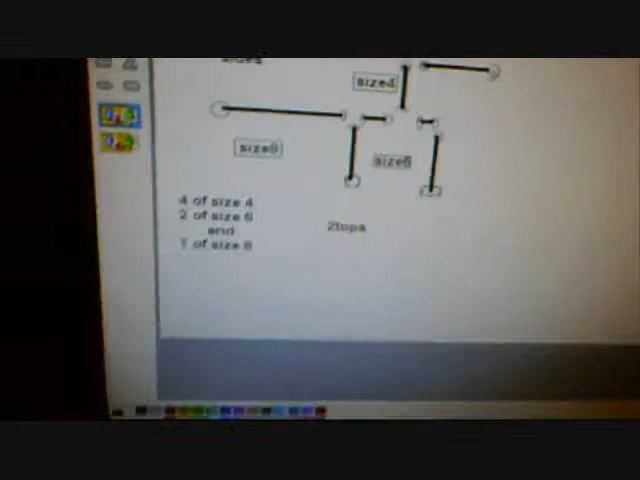 size4
size8
size6
4 of size 4
2 of size 6
and
1 of size 8
2tops